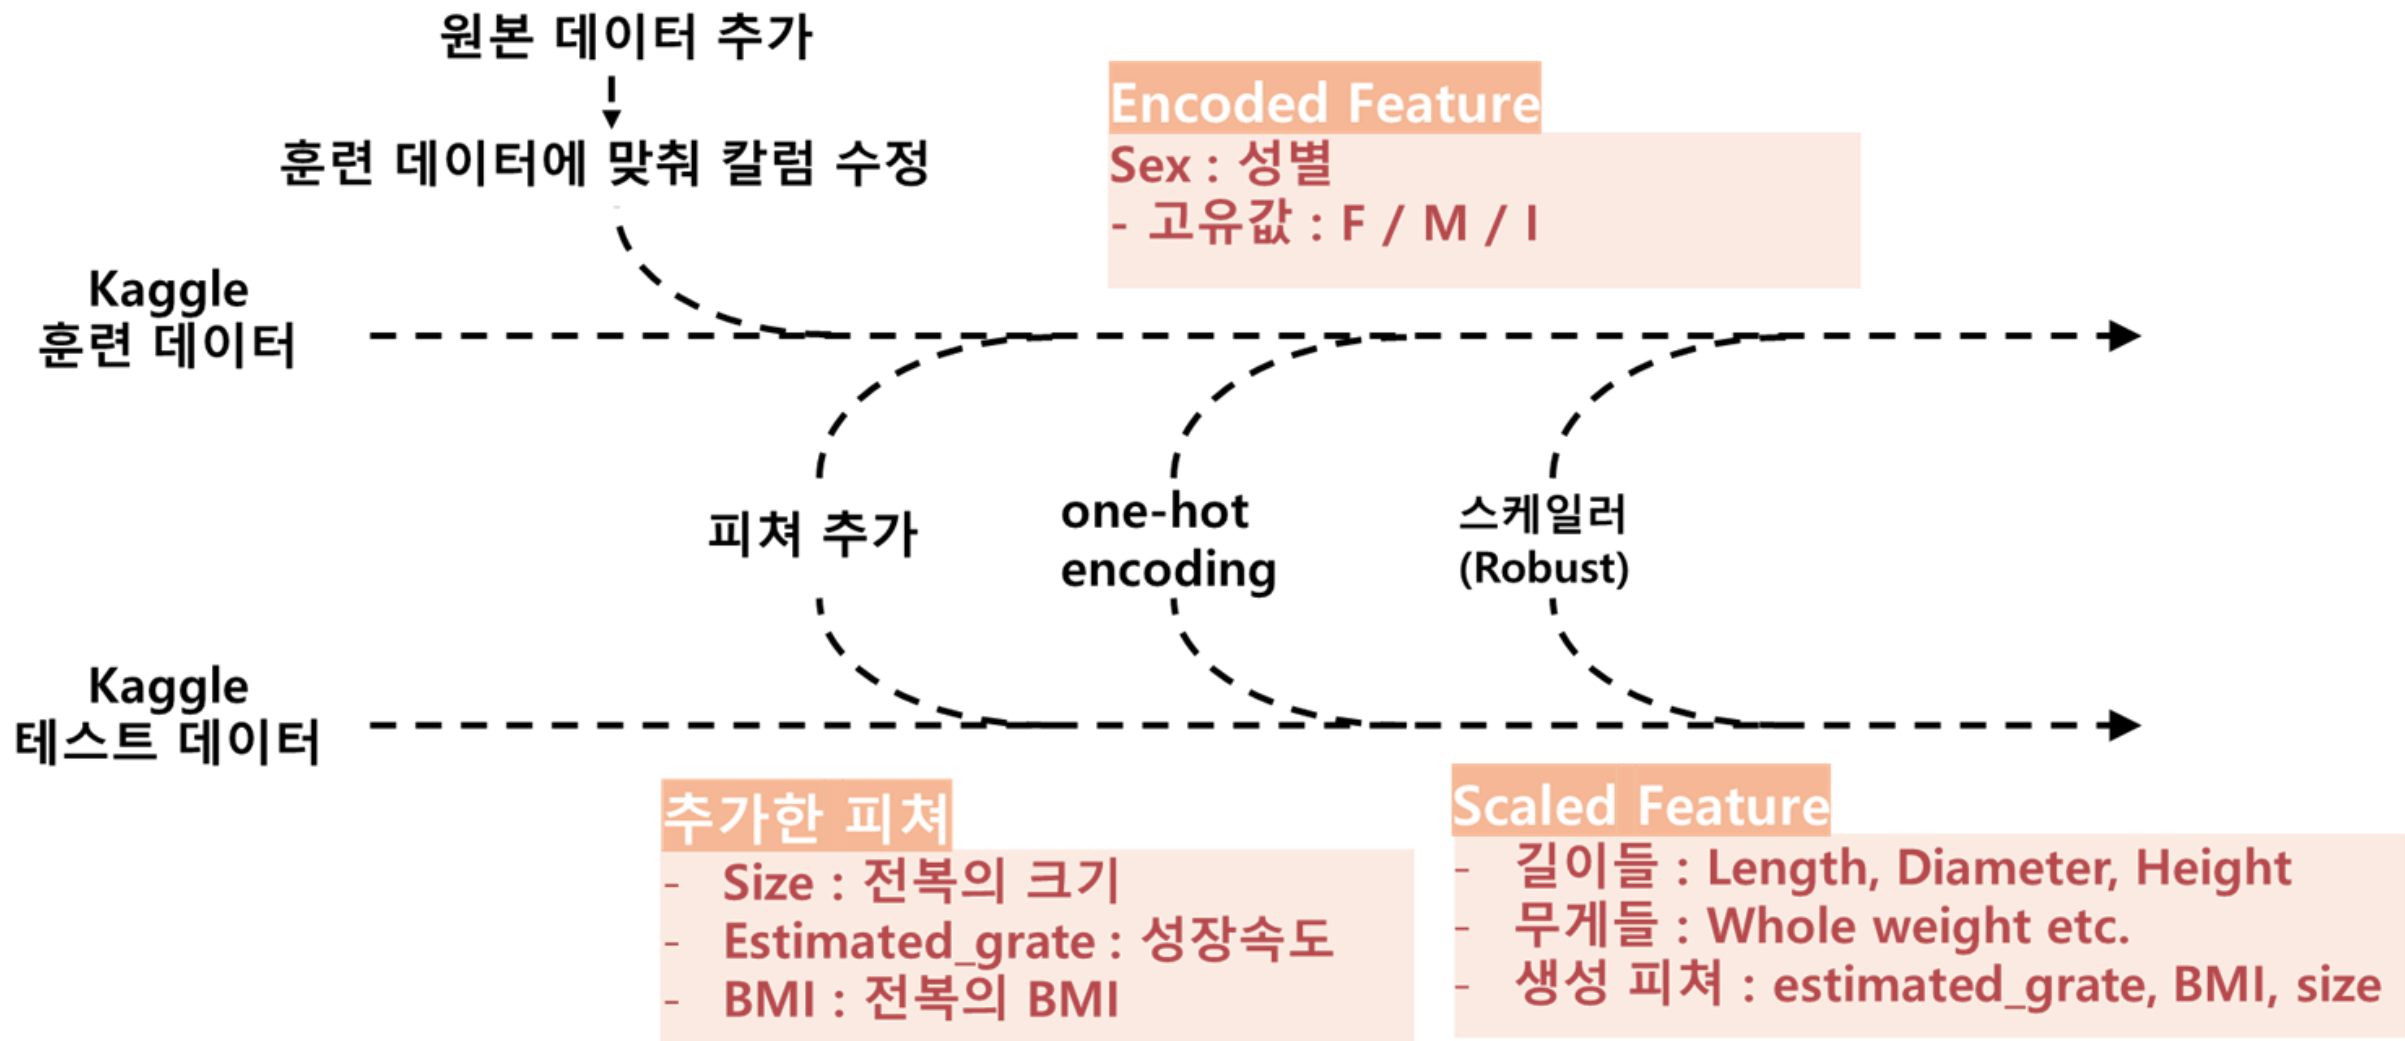 원본 데이터 추가
훈련 데이터에 맞춰 칼럼 수정
Encoded Feature
Sex : 성별
- 고유값 : F / M / I
Kaggle
훈련 데이터
피쳐 추가
one-hot
encoding
스케일러
(Robust)
Kaggle
테스트 데이터
추가한 피쳐
- Size : 전복의 크기
- Estimated_grate : 성장속도
- BMI : 전복의 BMI
Scaled Feature
- 길이들 : Length, Diameter, Height
- 무게들 : Whole weight etc.
- 생성 피쳐 : estimated_grate, BMI, size